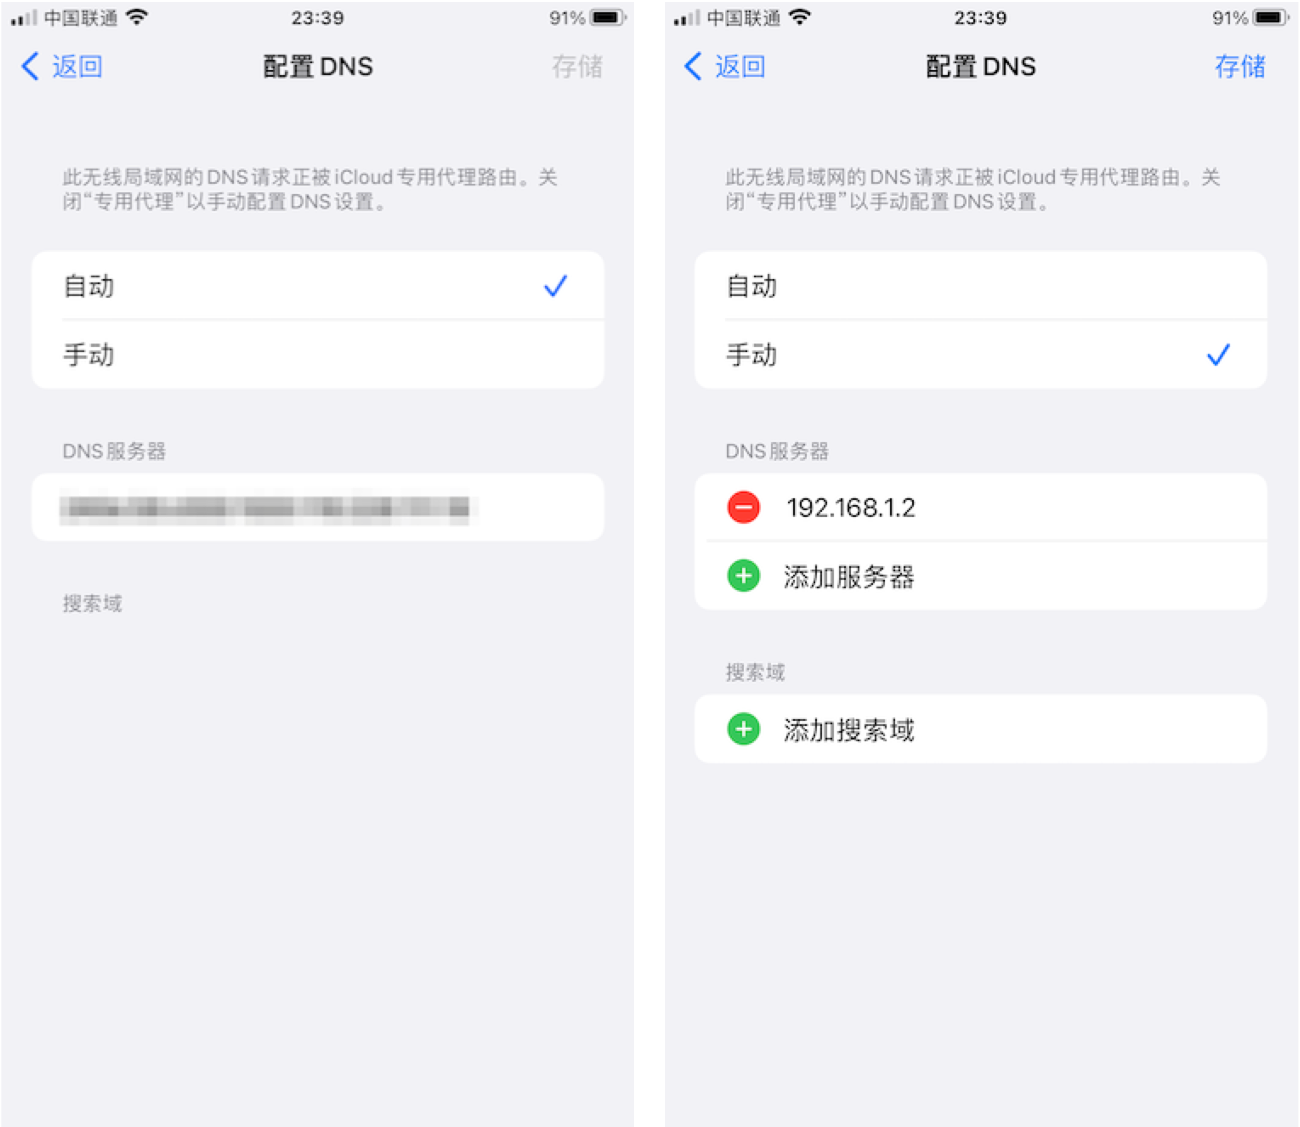 中国联通
23:39
91%
返回
配置 DNS
存储
此无线局域网的 DNS 请求正被 iCloud 专用代理路由。关
闭“专用代理”以手动配置 DNS 设置。
自动
手动
DNS 服务器
搜索域
中国联通
23:39
91%
返回
配置 DNS
存储
此无线局域网的 DNS 请求正被 iCloud 专用代理路由。关
闭“专用代理”以手动配置 DNS 设置。
自动
手动
DNS 服务器
192.168.1.2
添加服务器
搜索域
添加搜索域